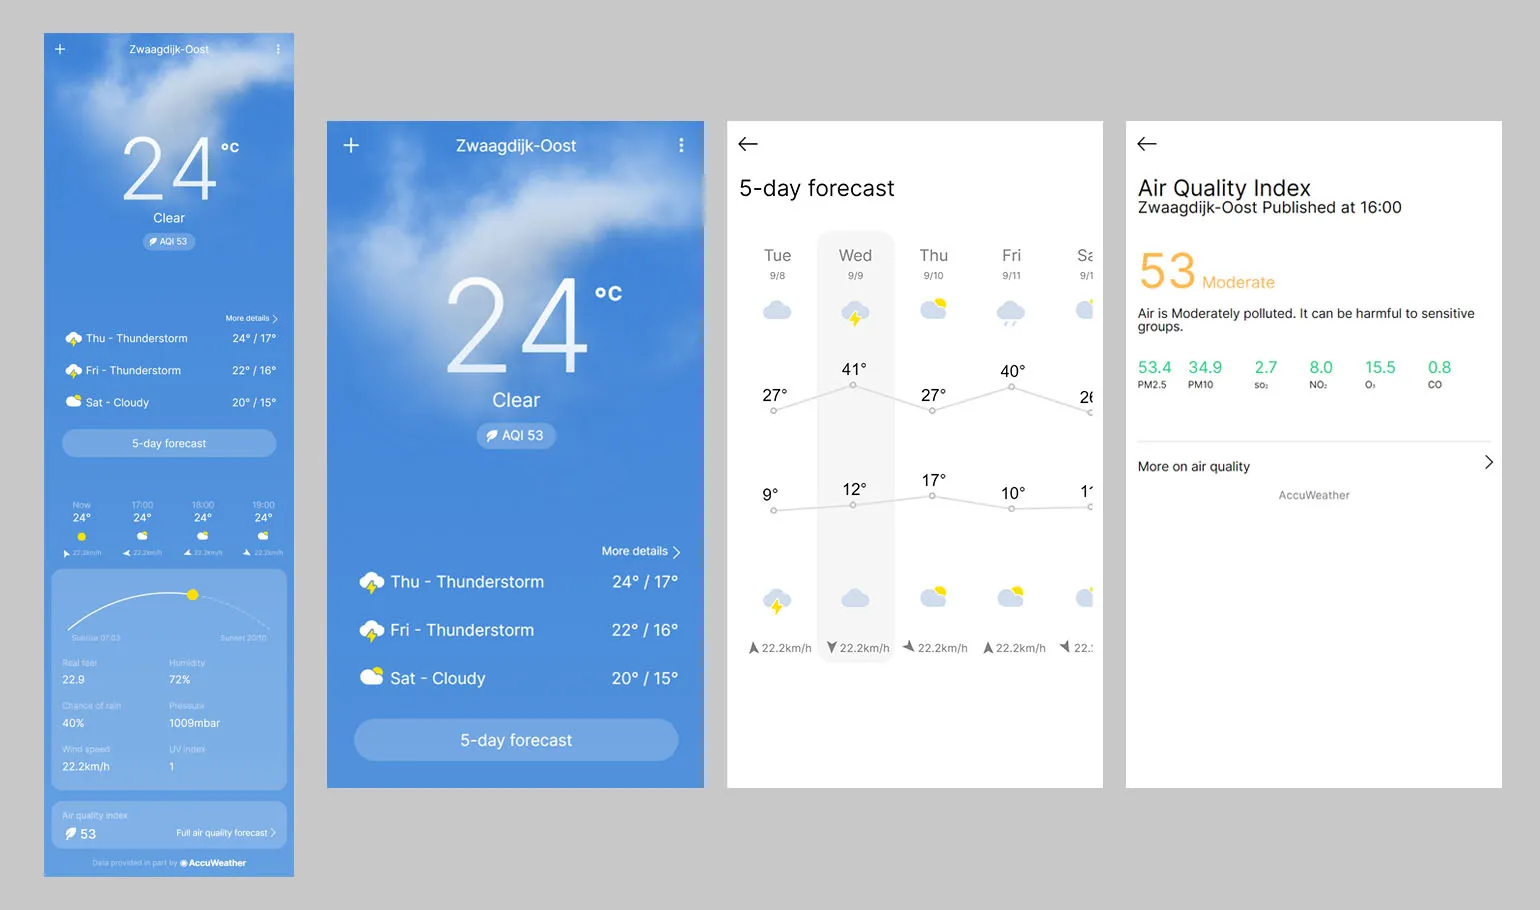 Zwaagdijk-Oost
24 °C
Clear
AQI 53
More details
Thu - Thunderstorm 24° / 17°
Fri - Thunderstorm 22° / 16°
Sat - Cloudy 20° / 15°
5-day forecast
Now 17:00 18:00 19:00
24° 24° 24° 24°
22.2km/h 22.2km/h 22.2km/h 22.2km/h
Sunrise 07:03 Sunset 20/10
Real feel Humidity
22.9 72%
Chance of rain Pressure
40% 1009mbar
Wind speed UV index
22.2km/h 1
Air quality index
53 Full air quality forecast
Data provided in part by AccuWeather
Zwaagdijk-Oost
24 °C
Clear
AQI 53
More details
Thu - Thunderstorm 24° / 17°
Fri - Thunderstorm 22° / 16°
Sat - Cloudy 20° / 15°
5-day forecast
5-day forecast
Tue Wed Thu Fri Sa
9/8 9/9 9/10 9/11 9/1
27° 41° 27° 40° 26
9° 12° 17° 10° 1
22.2km/h 22.2km/h 22.2km/h 22.2km/h 22.
Air Quality Index
Zwaagdijk-Oost Published at 16:00
53 Moderate
Air is Moderately polluted. It can be harmful to sensitive
groups.
53.4 34.9 2.7 8.0 15.5 0.8
PM2.5 PM10 so₂ NO₂ O₃ CO
More on air quality
AccuWeather